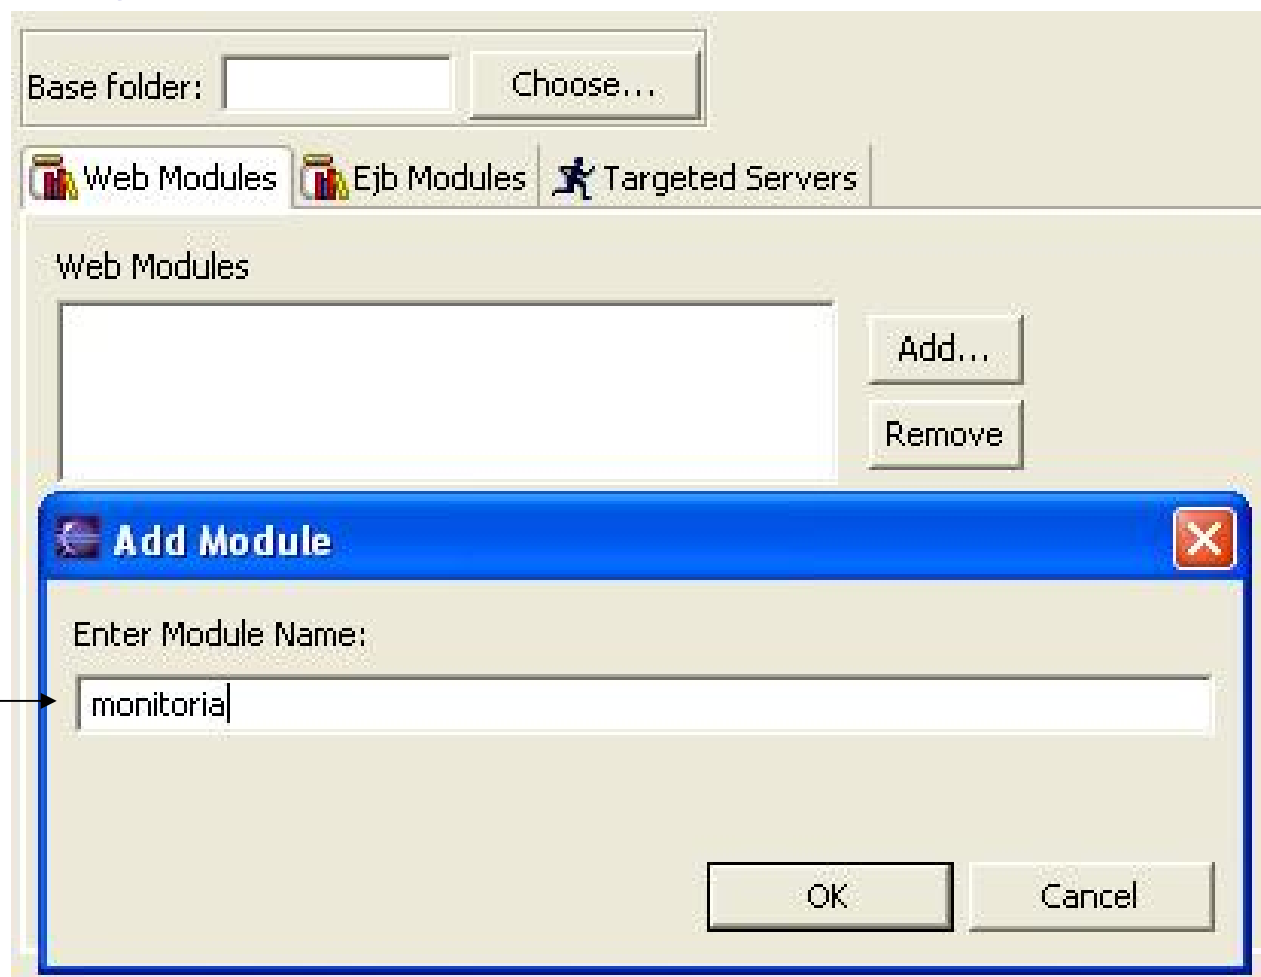 Base folder:
Choose...
Web Modules
Ejb Modules
Targeted Servers
Web Modules
Add...
Remove
Add Module
Enter Module Name:
monitoria
OK
Cancel